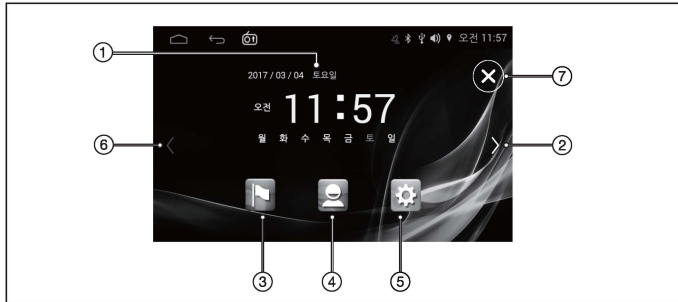 오전 11:57
①
2017 / 03 / 04 토요일
⑦
오전 11:57
⑥
②
월 화 수 목 금 토 일
③
④
⑤